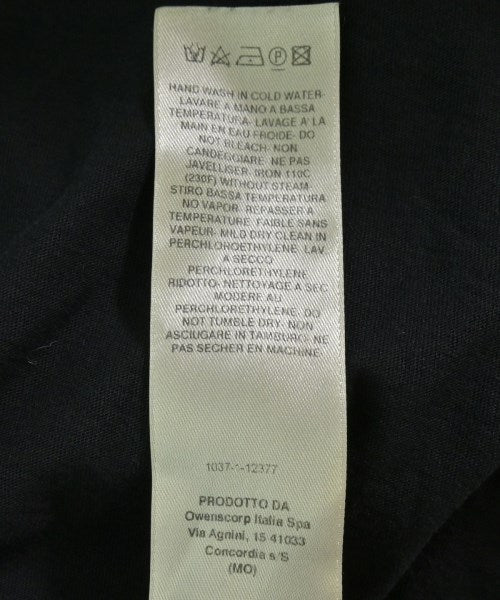 HAND WASH IN COLD WATER-
LAVARE A MANO A BASSA
TEMPERATURA- LAVAGE A LA
MAIN EN EAU FROIDE- DO
NOT BLEACH- NON
CANDEGGIARE- NE PAS
JAVELLISER- IRON 110C
(230F) WITHOUT STEAM-
STIRO BASSA TEMPERATURA
NO VAPOR- REPASSER A
TEMPERATURE FAIBLE SANS
VAPEUR- MILD DRY CLEAN IN
PERCHLOROETHYLENE- LAV.
A SECCO
PERCHLORETHYLENE
RIDOTTO- NETTOYAGE A SEC
MODERE AU
PERCHLORETHYLENE- DO
NOT TUMBLE DRY- NON
ASCIUGARE IN TAMBURO- NE
PAS SECHER EN MACHINE-
1037-1-12377
PRODOTTO DA
Owenscorp Italia Spa
Via Agnini, 15 41033
Concordia s/S
(MO)